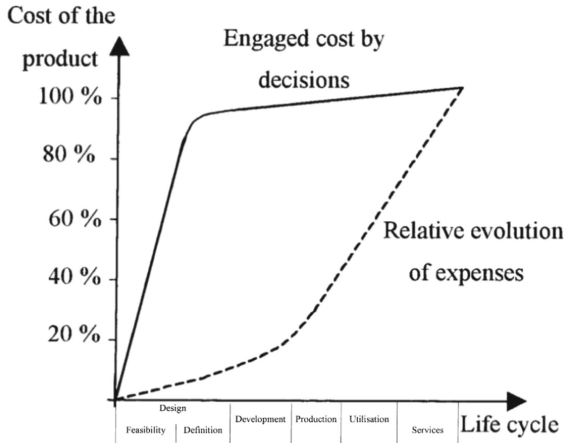 Cost of the
product
Engaged cost by
decisions
100 %
80 %
60 %
40 %
20 %
Relative evolution
of expenses
Design
Feasibility
Definition
Development
Production
Utilisation
Services
Life cycle